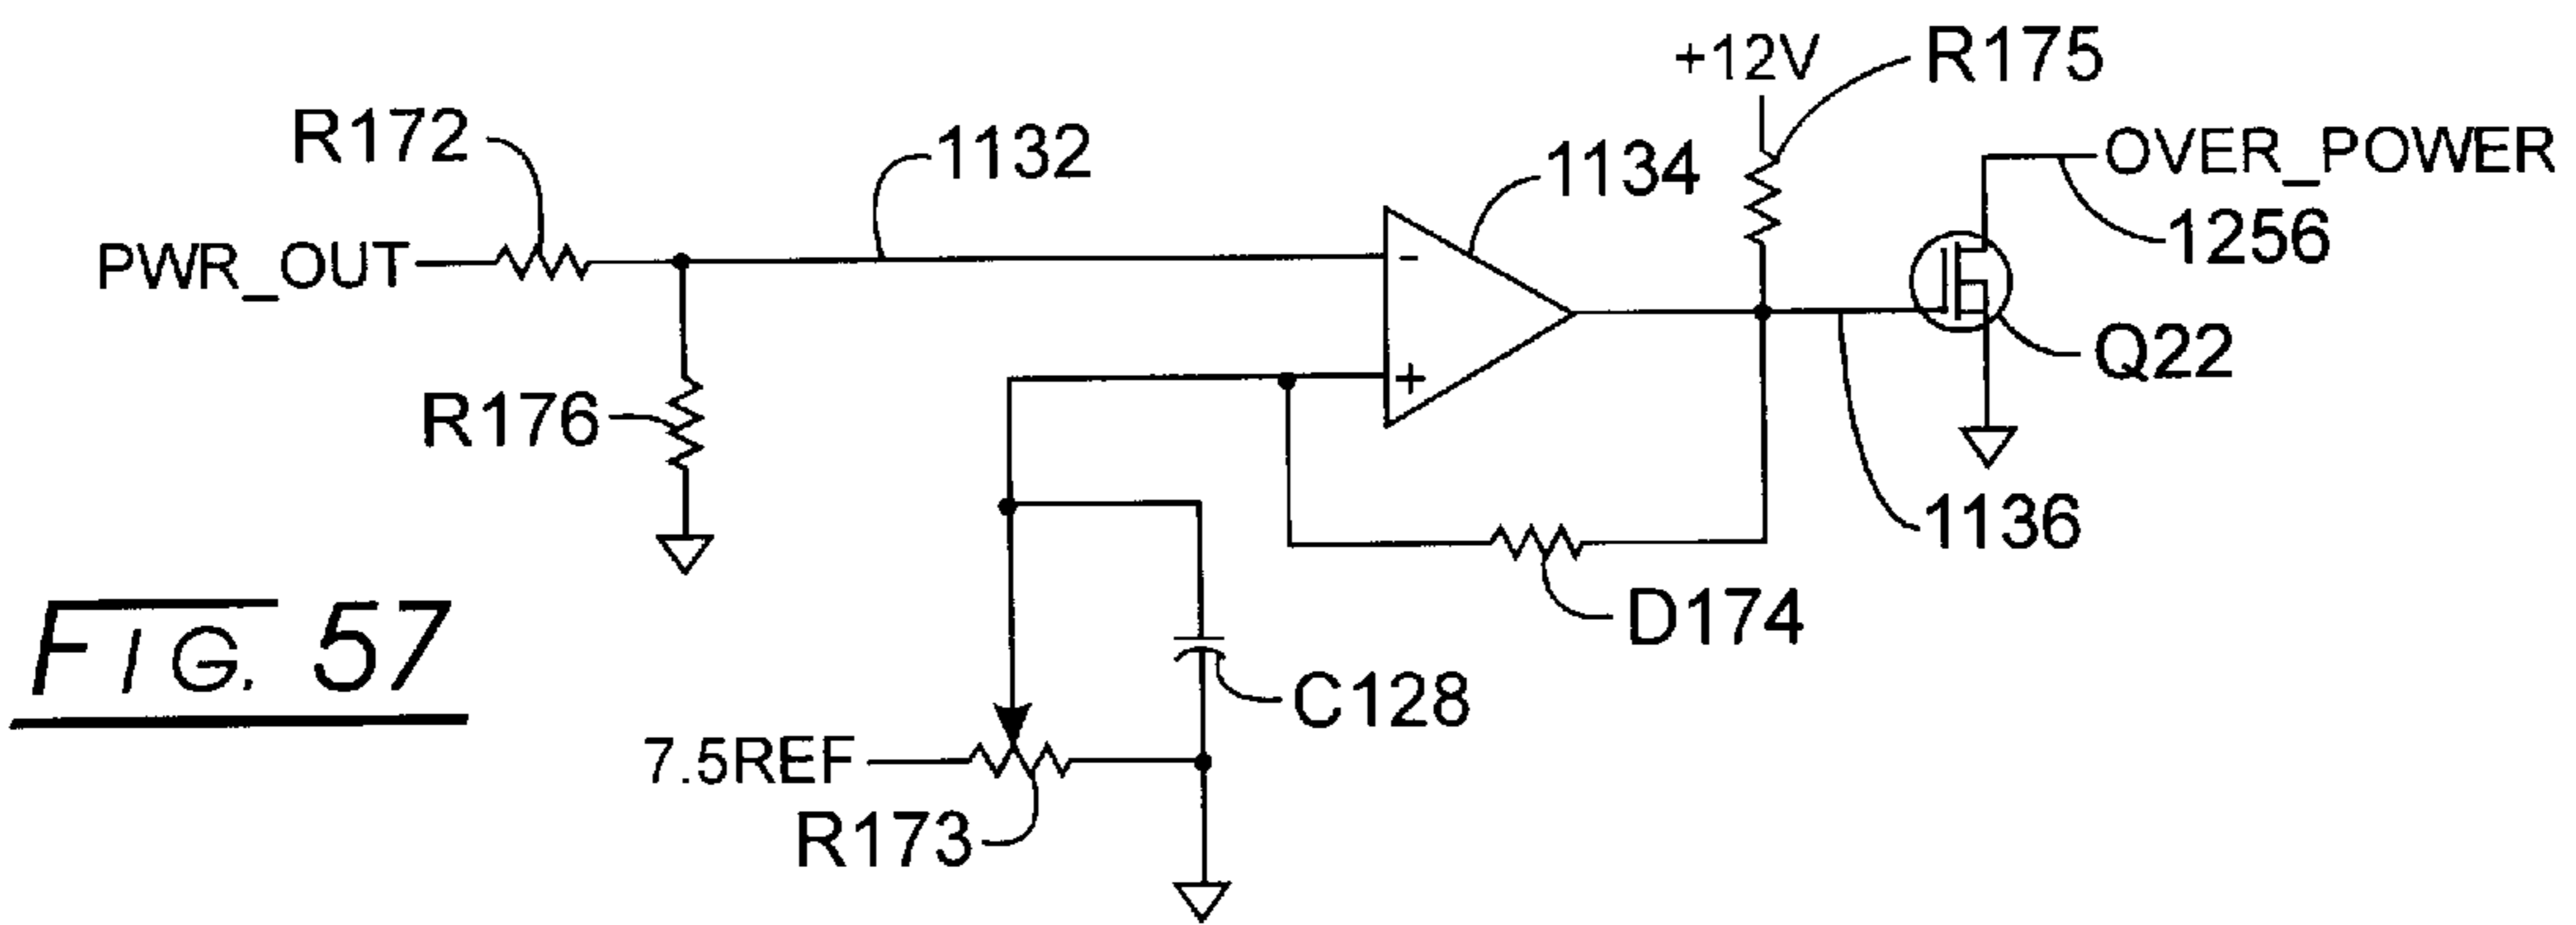 +12V
R175
R172
1132
1134
OVER_POWER
PWR_OUT
-
1256
Q22
+
R176
1136
D174
FIG. 57
C128
7.5REF
R173